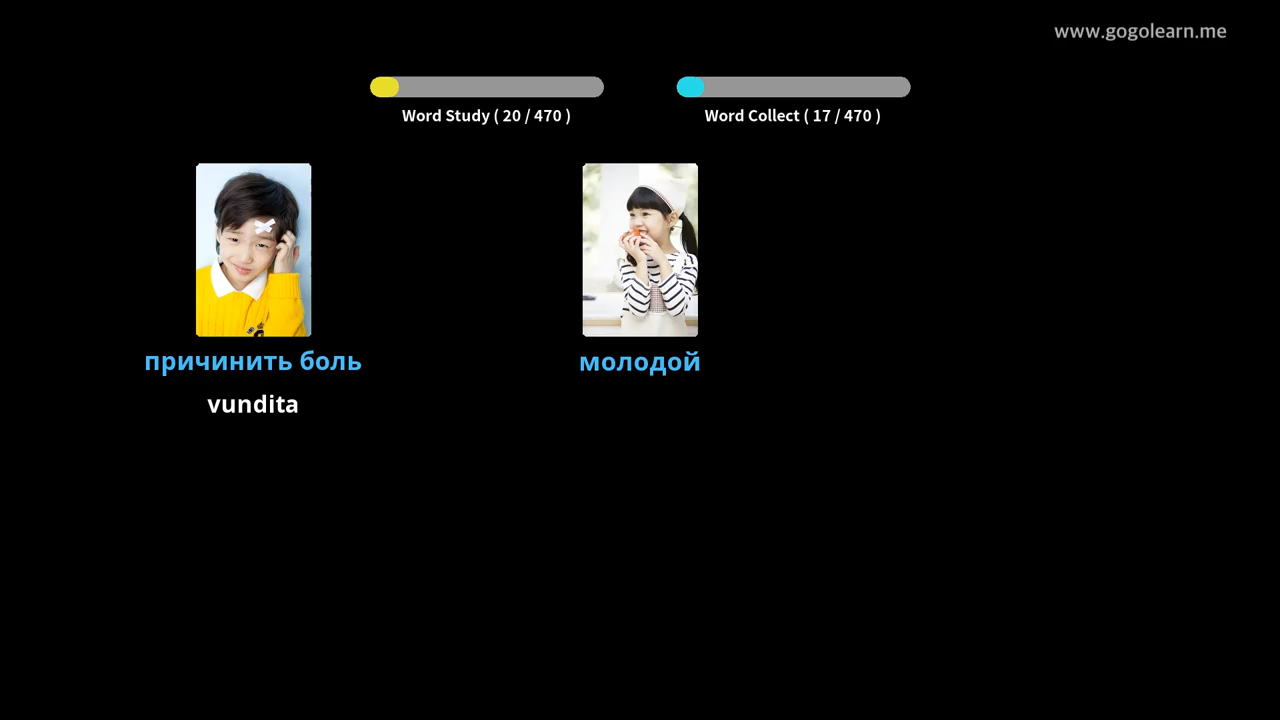 www.gogolearn.me
Word Study ( 20 / 470 )
Word Collect ( 17 / 470 )
причинить боль
молодой
vundita